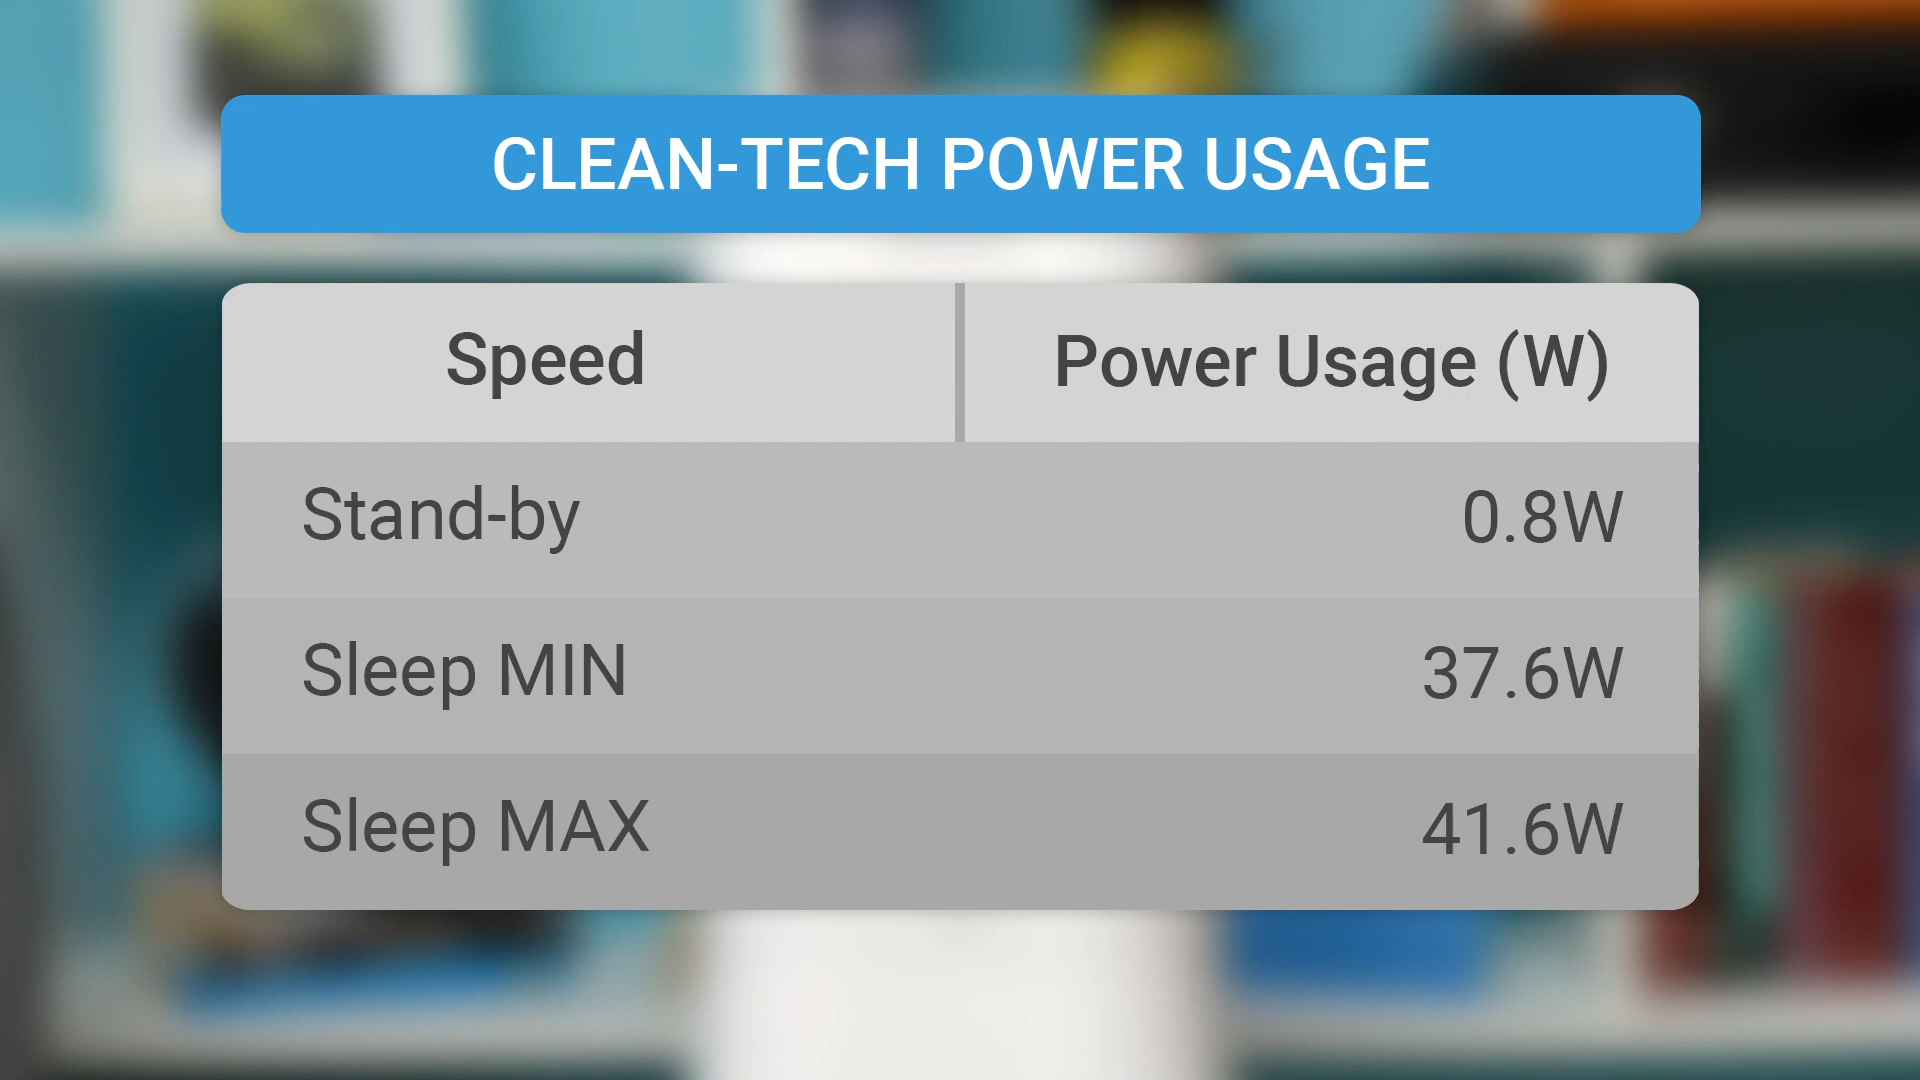 CLEAN-TECH POWER USAGE
Speed Power Usage (W)
Stand-by 0.8W
Sleep MIN 37.6W
Sleep MAX 41.6W